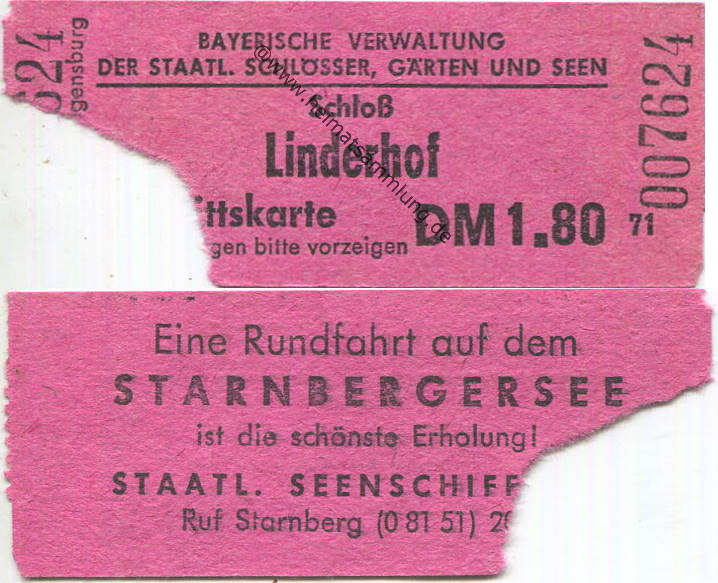 BAYERISCHE VERWALTUNG
DER STAATL. SCHLÖSSER, GÄRTEN UND SEEN
Schloß
Linderhof
ittskarte
gen bitte vorzeigen
DM 1.80
71
007624
624
gensburg
@www.heimatsammlung.de
Eine Rundfahrt auf dem
STARNBERGERSEE
ist die schönste Erholung!
STAATL. SEENSCHIFF
Ruf Starnberg (0 81 51) 20